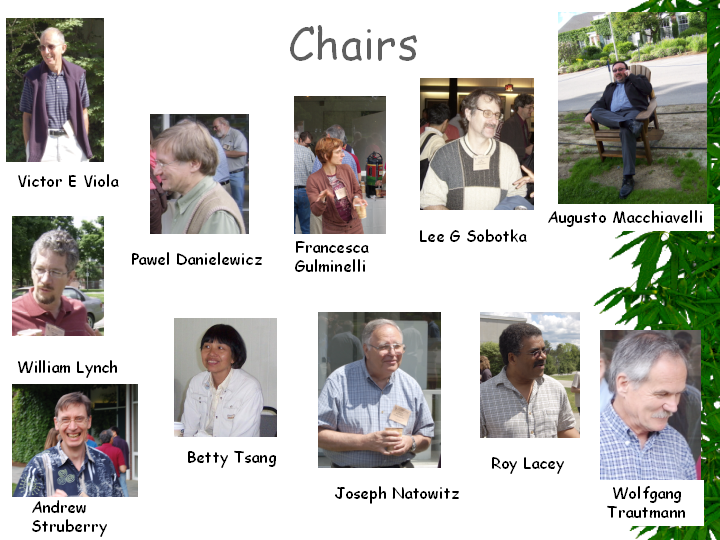 Chairs
Victor E Viola
Pawel Danielewicz
Francesca
Gulminelli
Lee G Sobotka
Augusto Macchiavelli
William Lynch
Betty Tsang
Joseph Natowitz
Roy Lacey
Wolfgang
Trautmann
Andrew
Struberry